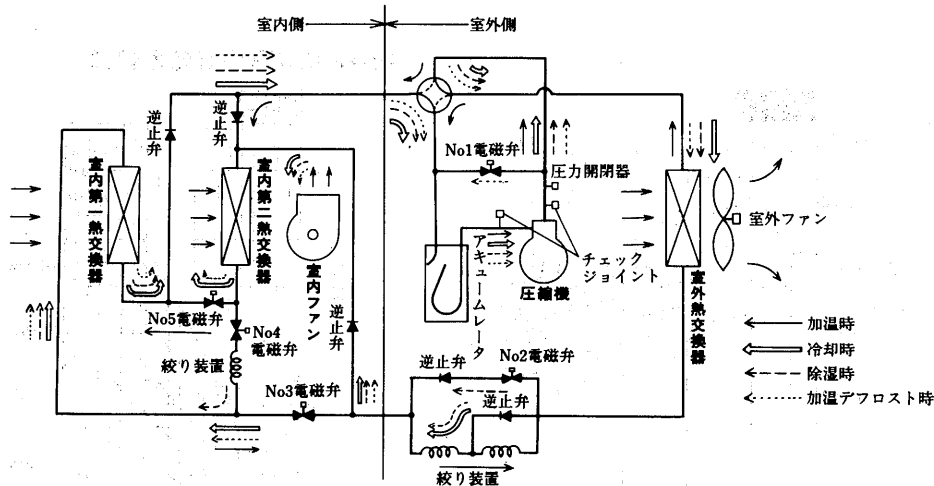 室内側
室外側
逆止弁
逆止弁
No1電磁弁
圧力開閉器
室内第一熱交換器
室内第二熱交換器
室内ファン
アキュームレータ
圧縮機
チェック
ジョイント
室外ファン
室外熱交換器
No5電磁弁
No4
電磁弁
逆止弁
絞り装置
No3電磁弁
逆止弁
No2電磁弁
逆止弁
絞り装置
加温時
冷却時
除湿時
加温デフロスト時